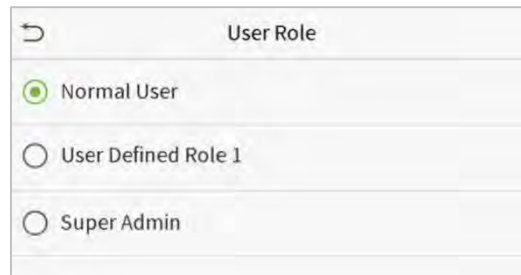 User Role
Normal User
User Defined Role 1
Super Admin